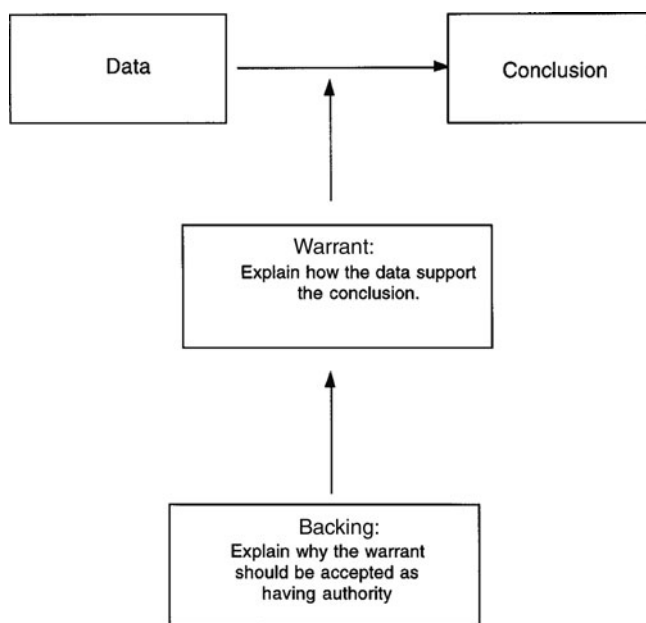 Data
Conclusion
Warrant:
Explain how the data support
the conclusion.
Backing:
Explain why the warrant
should be accepted as
having authority